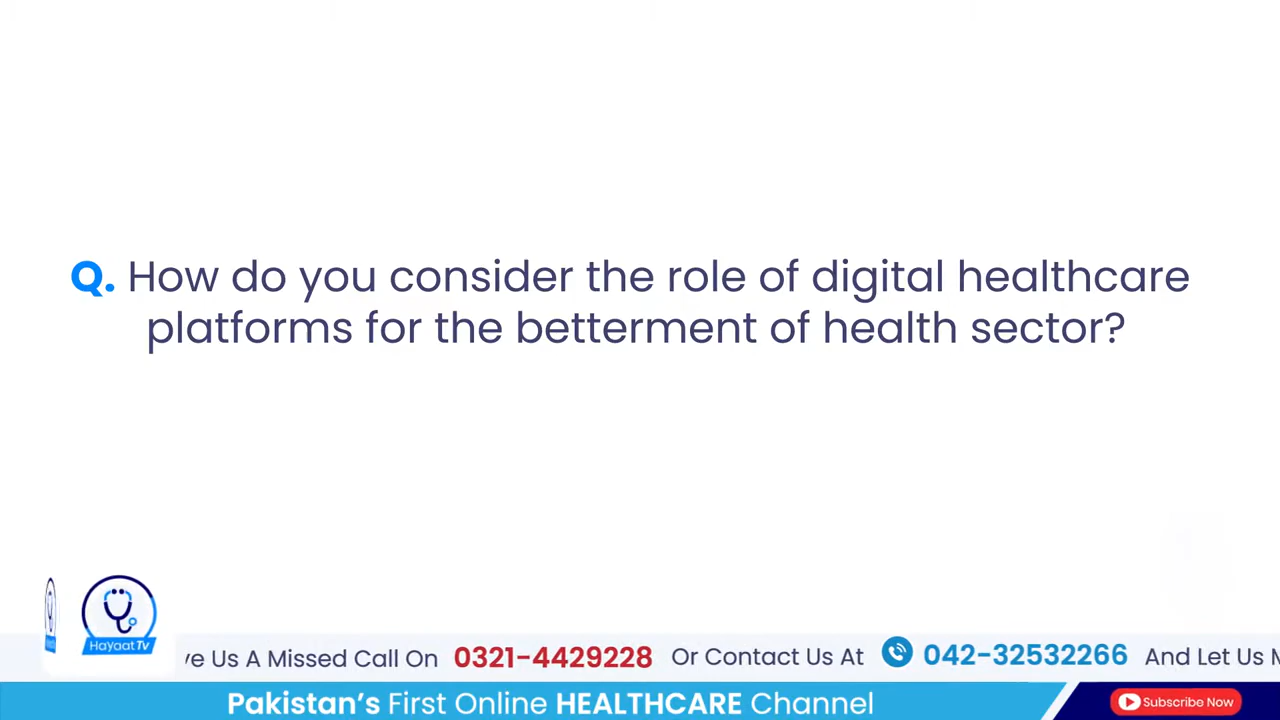 Q. How do you consider the role of digital healthcare
platforms for the betterment of health sector?
Hayaat Tv
Us A Missed Call On 0321-4429228 Or Contact Us At 042-32532266 And Let Us
Pakistan's First Online HEALTHCARE Channel
Subscribe Now